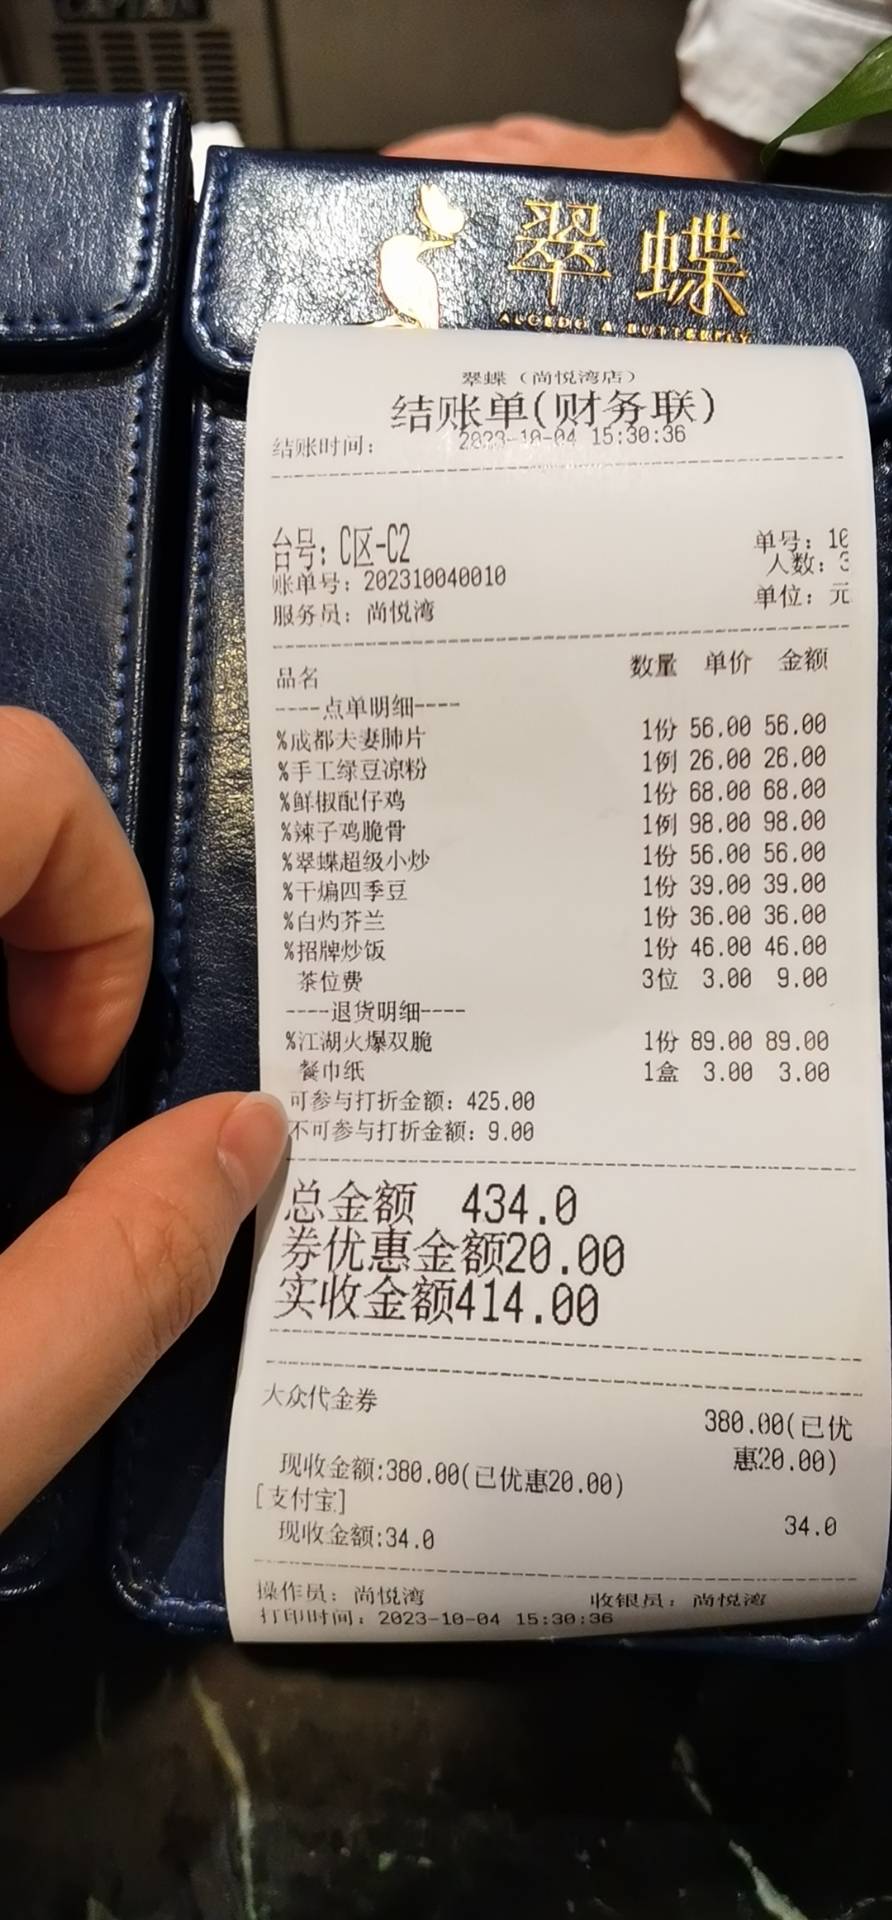 翠蝶
ALCEDO & BUTTERFLY
翠蝶（尚悦湾店）
结账单(财务联)
结账时间： 2023-10-04 15:30:36
台号：C区-C2 单号：10
人数：3
账单号：202310040010
服务员：尚悦湾 单位：元
品名 数量 单价 金额
----点单明细----
%成都夫妻肺片 1份 56.00 56.00
%手工绿豆凉粉 1例 26.00 26.00
%鲜椒配仔鸡 1份 68.00 68.00
%辣子鸡脆骨 1例 98.00 98.00
%翠蝶超级小炒 1份 56.00 56.00
%干煸四季豆 1份 39.00 39.00
%白灼芥兰 1份 36.00 36.00
%招牌炒饭 1份 46.00 46.00
茶位费 3位 3.00 9.00
----退货明细----
%江湖火爆双脆 1份 89.00 89.00
餐巾纸 1盒 3.00 3.00
可参与打折金额：425.00
不可参与打折金额：9.00
总金额 434.0
券优惠金额20.00
实收金额414.00
大众代金券 380.00(已优
惠20.00)
现收金额:380.00(已优惠20.00)
[支付宝]
现收金额:34.0 34.0
操作员：尚悦湾 收银员：尚悦湾
打印时间：2023-10-04 15:30:36